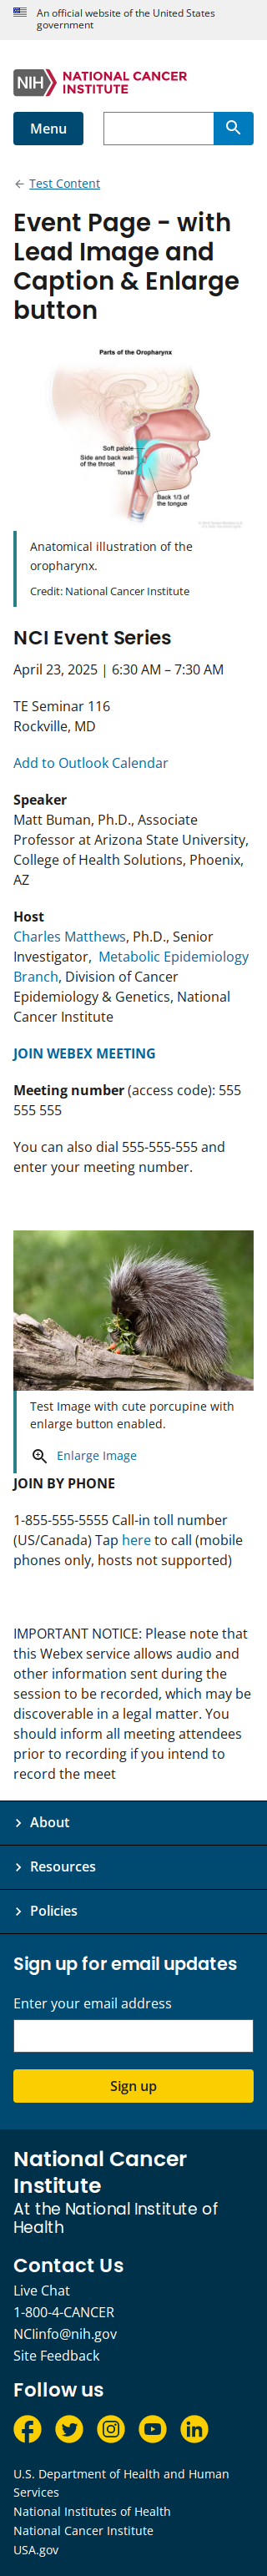 An official website of the United States
government
NIH NATIONAL CANCER
INSTITUTE
Menu
Test Content
Event Page - with
Lead Image and
Caption & Enlarge
button
Parts of the Oropharynx
Soft palate
Side and back wall
of the throat
Tonsil
Back 1/3 of
the tongue
Anatomical illustration of the
oropharynx.
Credit: National Cancer Institute
NCI Event Series
April 23, 2025 | 6:30 AM – 7:30 AM
TE Seminar 116
Rockville, MD
Add to Outlook Calendar
Speaker
Matt Buman, Ph.D., Associate
Professor at Arizona State University,
College of Health Solutions, Phoenix,
AZ
Host
Charles Matthews, Ph.D., Senior
Investigator,  Metabolic Epidemiology
Branch, Division of Cancer
Epidemiology & Genetics, National
Cancer Institute
JOIN WEBEX MEETING
Meeting number (access code): 555
555 555
You can also dial 555-555-555 and
enter your meeting number.
Test Image with cute porcupine with
enlarge button enabled.
Enlarge Image
JOIN BY PHONE
1-855-555-5555 Call-in toll number
(US/Canada) Tap here to call (mobile
phones only, hosts not supported)
IMPORTANT NOTICE: Please note that
this Webex service allows audio and
other information sent during the
session to be recorded, which may be
discoverable in a legal matter. You
should inform all meeting attendees
prior to recording if you intend to
record the meet
About
Resources
Policies
Sign up for email updates
Enter your email address
Sign up
National Cancer
Institute
At the National Institute of
Health
Contact Us
Live Chat
1-800-4-CANCER
NCIinfo@nih.gov
Site Feedback
Follow us
U.S. Department of Health and Human
Services
National Institutes of Health
National Cancer Institute
USA.gov